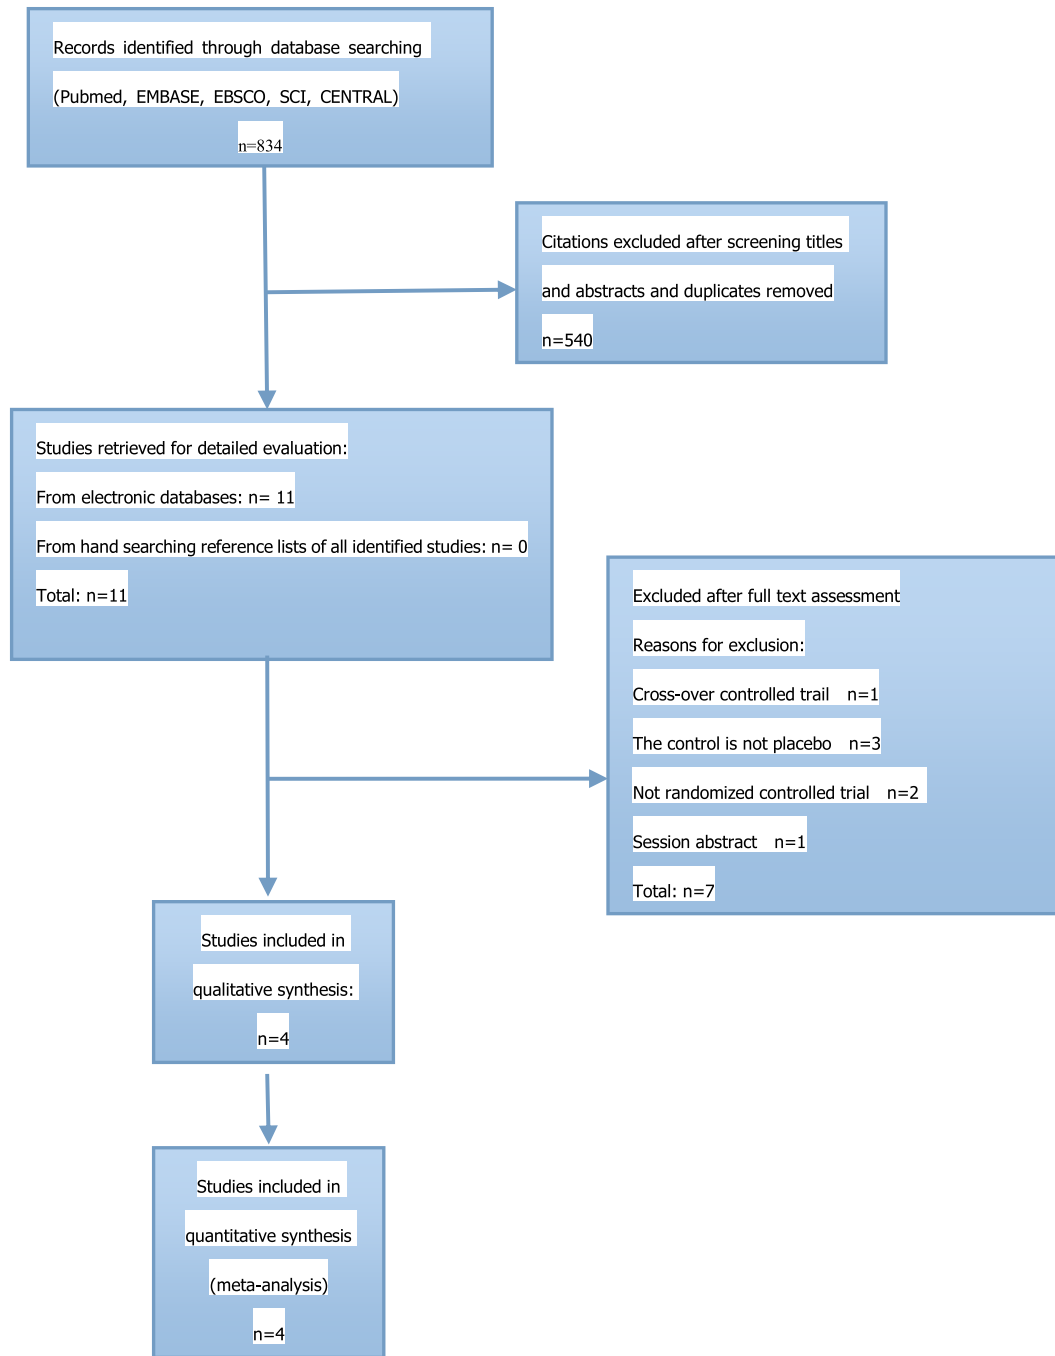 Records identified through database searching
(Pubmed, EMBASE, EBSCO, SCI, CENTRAL)
n=834
Citations excluded after screening titles
and abstracts and duplicates removed
n=540
Studies retrieved for detailed evaluation:
From electronic databases: n= 11
From hand searching reference lists of all identified studies: n= 0
Total: n=11
Excluded after full text assessment
Reasons for exclusion:
Cross-over controlled trail n=1
The control is not placebo n=3
Not randomized controlled trial n=2
Session abstract n=1
Total: n=7
Studies included in
qualitative synthesis:
n=4
Studies included in
quantitative synthesis
(meta-analysis)
n=4